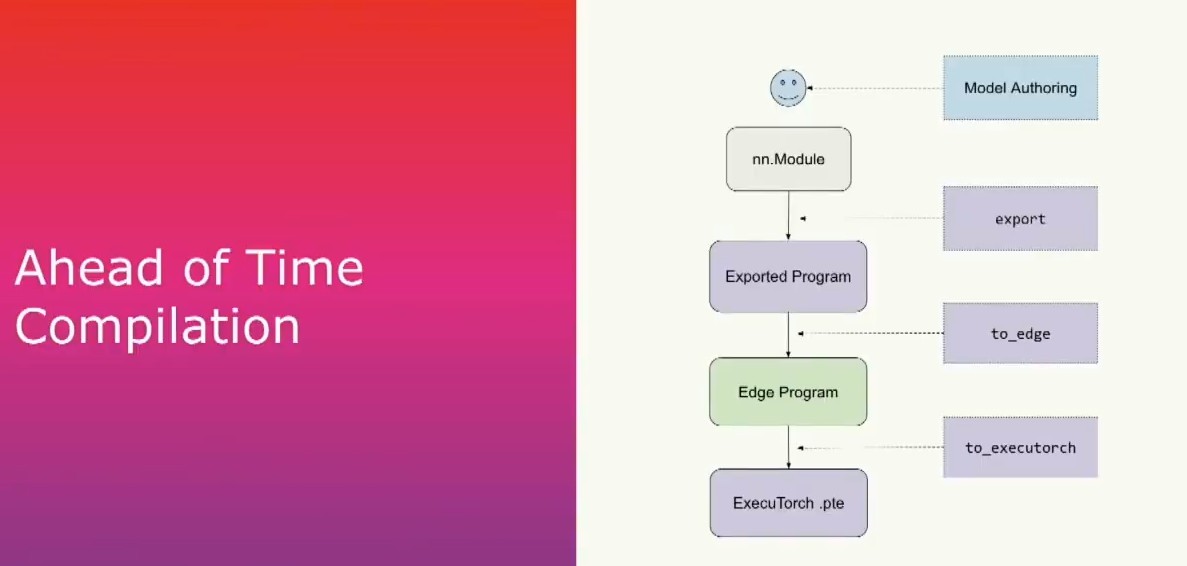 Ahead of Time
Compilation
Model Authoring
nn.Module
export
Exported Program
to_edge
Edge Program
to_executorch
ExecuTorch .pte